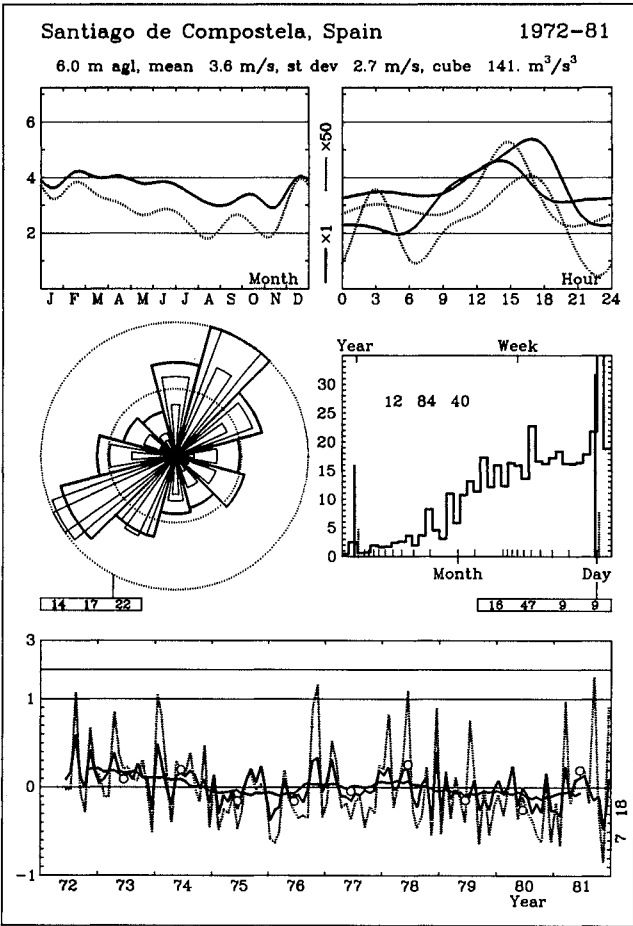 Santiago de Compostela, Spain 1972-81
6.0 m agl, mean 3.6 m/s, st dev 2.7 m/s, cube 141. m³/s³
6
4
2
Month
J F M A M J J A S O N D
×1 ×50
Hour
0 3 6 9 12 15 18 21 24
Year Week
35
30
25
20
15
10
5
0
12 84 40
Month Day
14 17 22
16 47 9 9
3
1
0
-1
7 18
72 73 74 75 76 77 78 79 80 81
Year